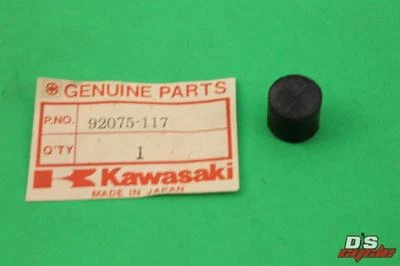 GENUINE PARTS
P.NO. 92075-117
Q'TY 1
Kawasaki
MADE IN JAPAN
D's
cycle